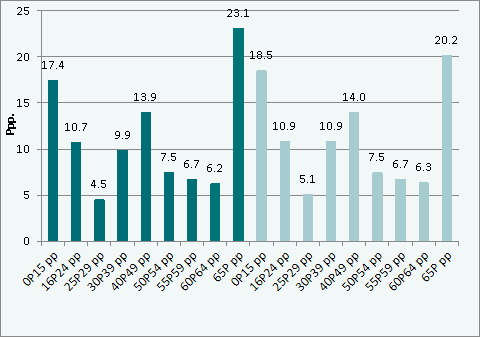 25
20
15
10
5
0
Ppp.
17.4
10.7
4.5
9.9
13.9
7.5
6.7
6.2
23.1
18.5
10.9
5.1
10.9
14.0
7.5
6.7
6.3
20.2
0P15 pp
16P24 pp
25P29 pp
30P39 pp
40P49 pp
50P54 pp
55P59 pp
60P64 pp
65P pp
0P15 pp
16P24 pp
25P29 pp
30P39 pp
40P49 pp
50P54 pp
55P59 pp
60P64 pp
65P pp